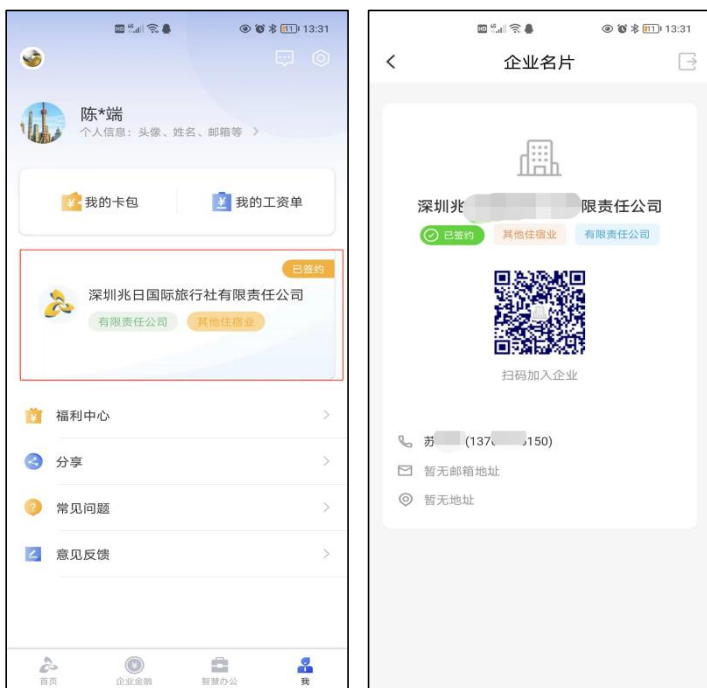 HD 13:31
陈*端
个人信息：头像、姓名、邮箱等
我的卡包
我的工资单
已签约
深圳兆日国际旅行社有限责任公司
有限责任公司
其他住宿业
福利中心
分享
常见问题
意见反馈
首页
企业金融
智慧办公
我
HD 13:31
企业名片
深圳兆 限责任公司
已签约
其他住宿业
有限责任公司
扫码加入企业
苏 (137 150)
暂无邮箱地址
暂无地址